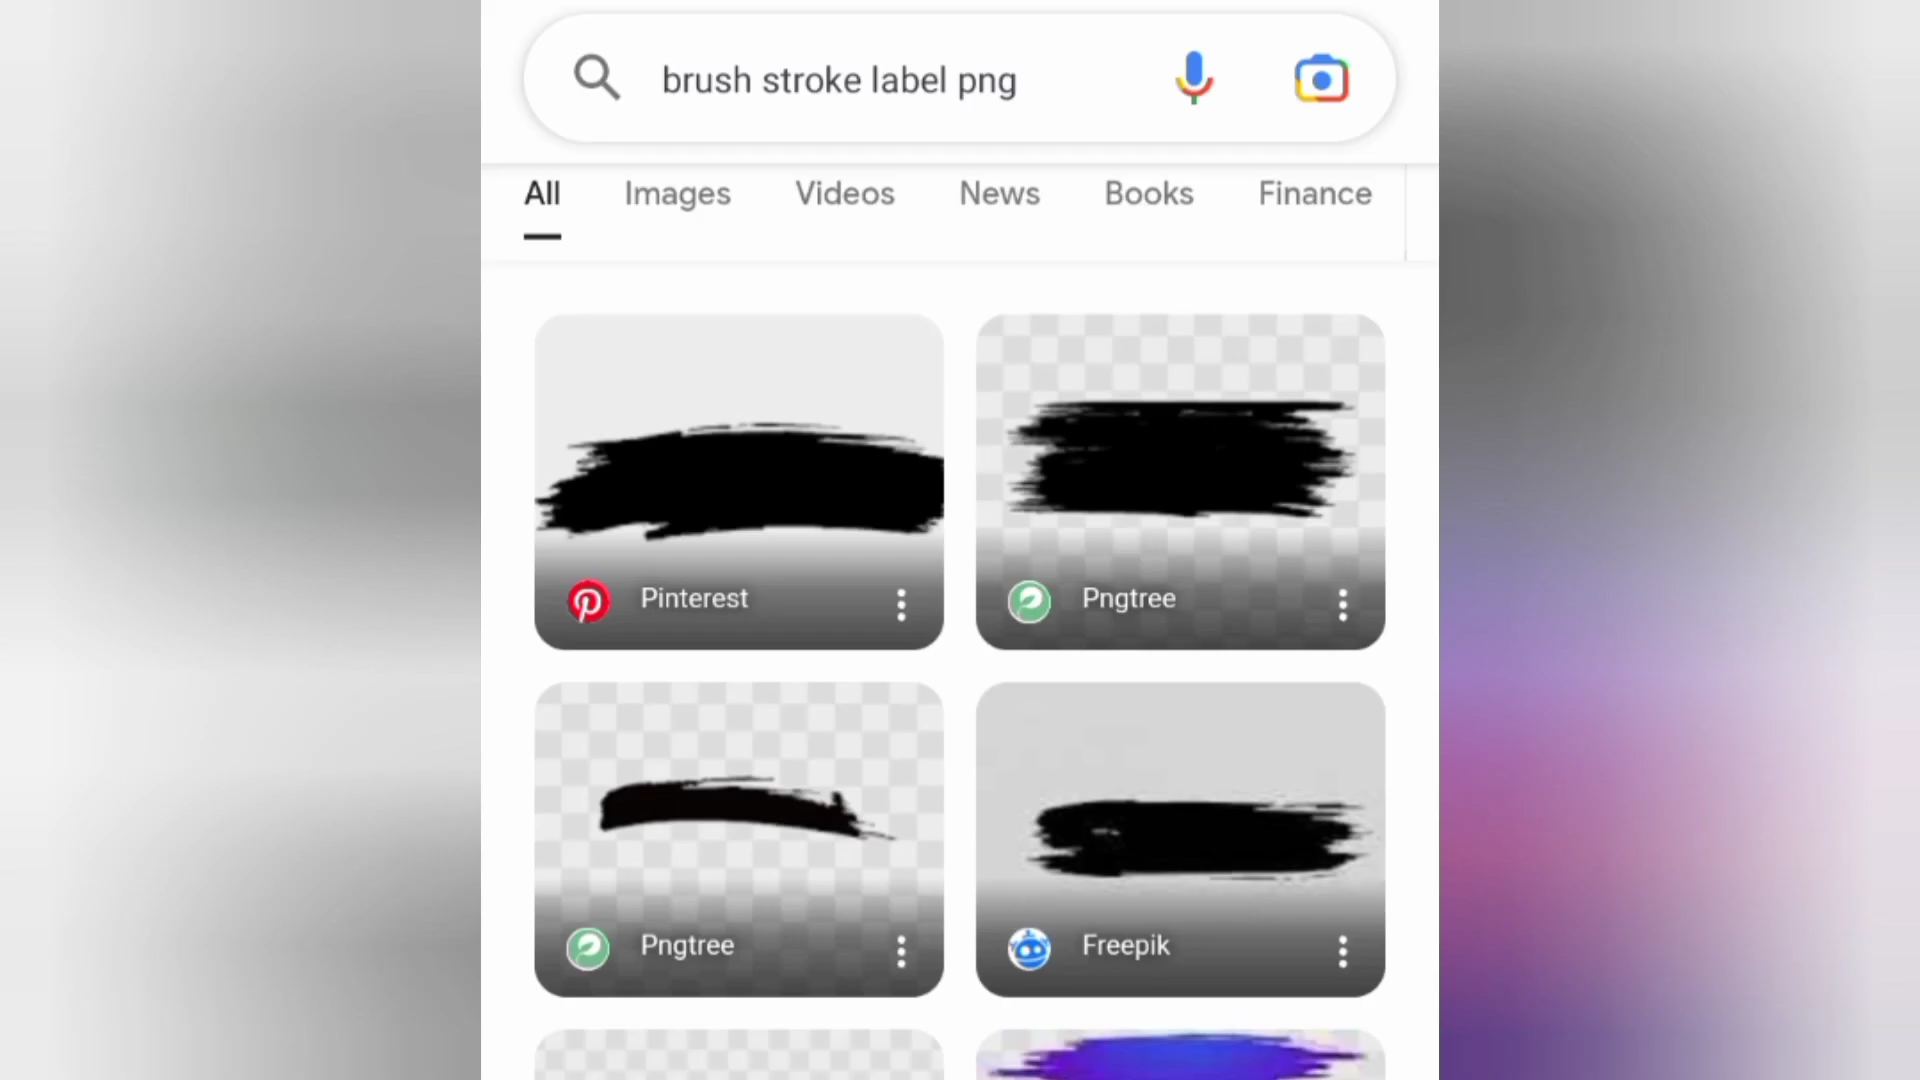 brush stroke label png
All Images Videos News Books Finance
Pinterest Pngtree
Pngtree Freepik